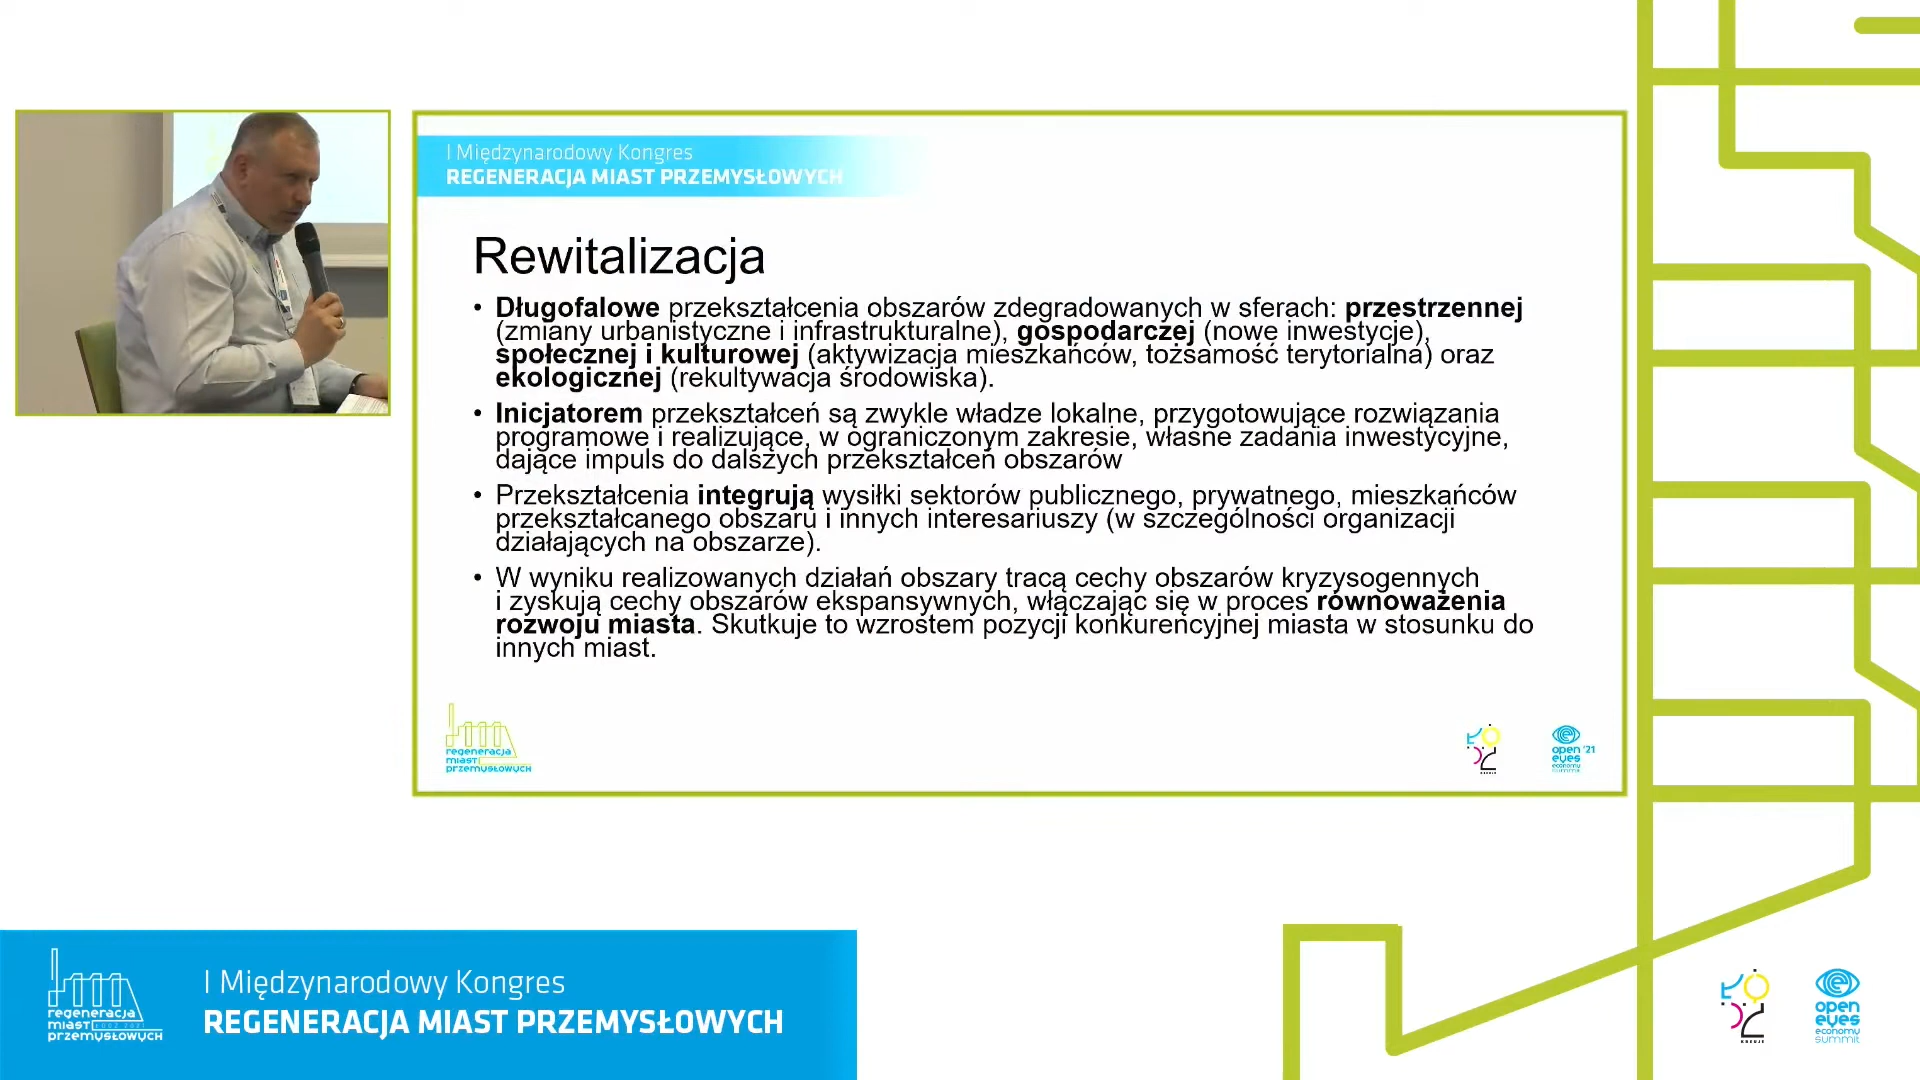 I Międzynarodowy Kongres
REGENERACJA MIAST PRZEMYSŁOWYCH
Rewitalizacja
• Długofalowe przekształcenia obszarów zdegradowanych w sferach: przestrzennej
(zmiany urbanistyczne i infrastrukturalne), gospodarczej (nowe inwestycje),
społecznej i kulturowej (aktywizacja mieszkańców, tożsamość terytorialna) oraz
ekologicznej (rekultywacja środowiska).
• Inicjatorem przekształceń są zwykle władze lokalne, przygotowujące rozwiązania
programowe i realizujące, w ograniczonym zakresie, własne zadania inwestycyjne,
dające impuls do dalszych przekształceń obszarów
• Przekształcenia integrują wysiłki sektorów publicznego, prywatnego, mieszkańców
przekształcanego obszaru i innych interesariuszy (w szczególności organizacji
działających na obszarze).
• W wyniku realizowanych działań obszary tracą cechy obszarów kryzysogennych
i zyskują cechy obszarów ekspansywnych, włączając się w proces równoważenia
rozwoju miasta. Skutkuje to wzrostem pozycji konkurencyjnej miasta w stosunku do
innych miast.
regeneracja
miast
przemysłowych
open '21
eyes
economy
summit
regeneracja
miast
przemysłowych
I Międzynarodowy Kongres
REGENERACJA MIAST PRZEMYSŁOWYCH
open
eyes
economy
summit